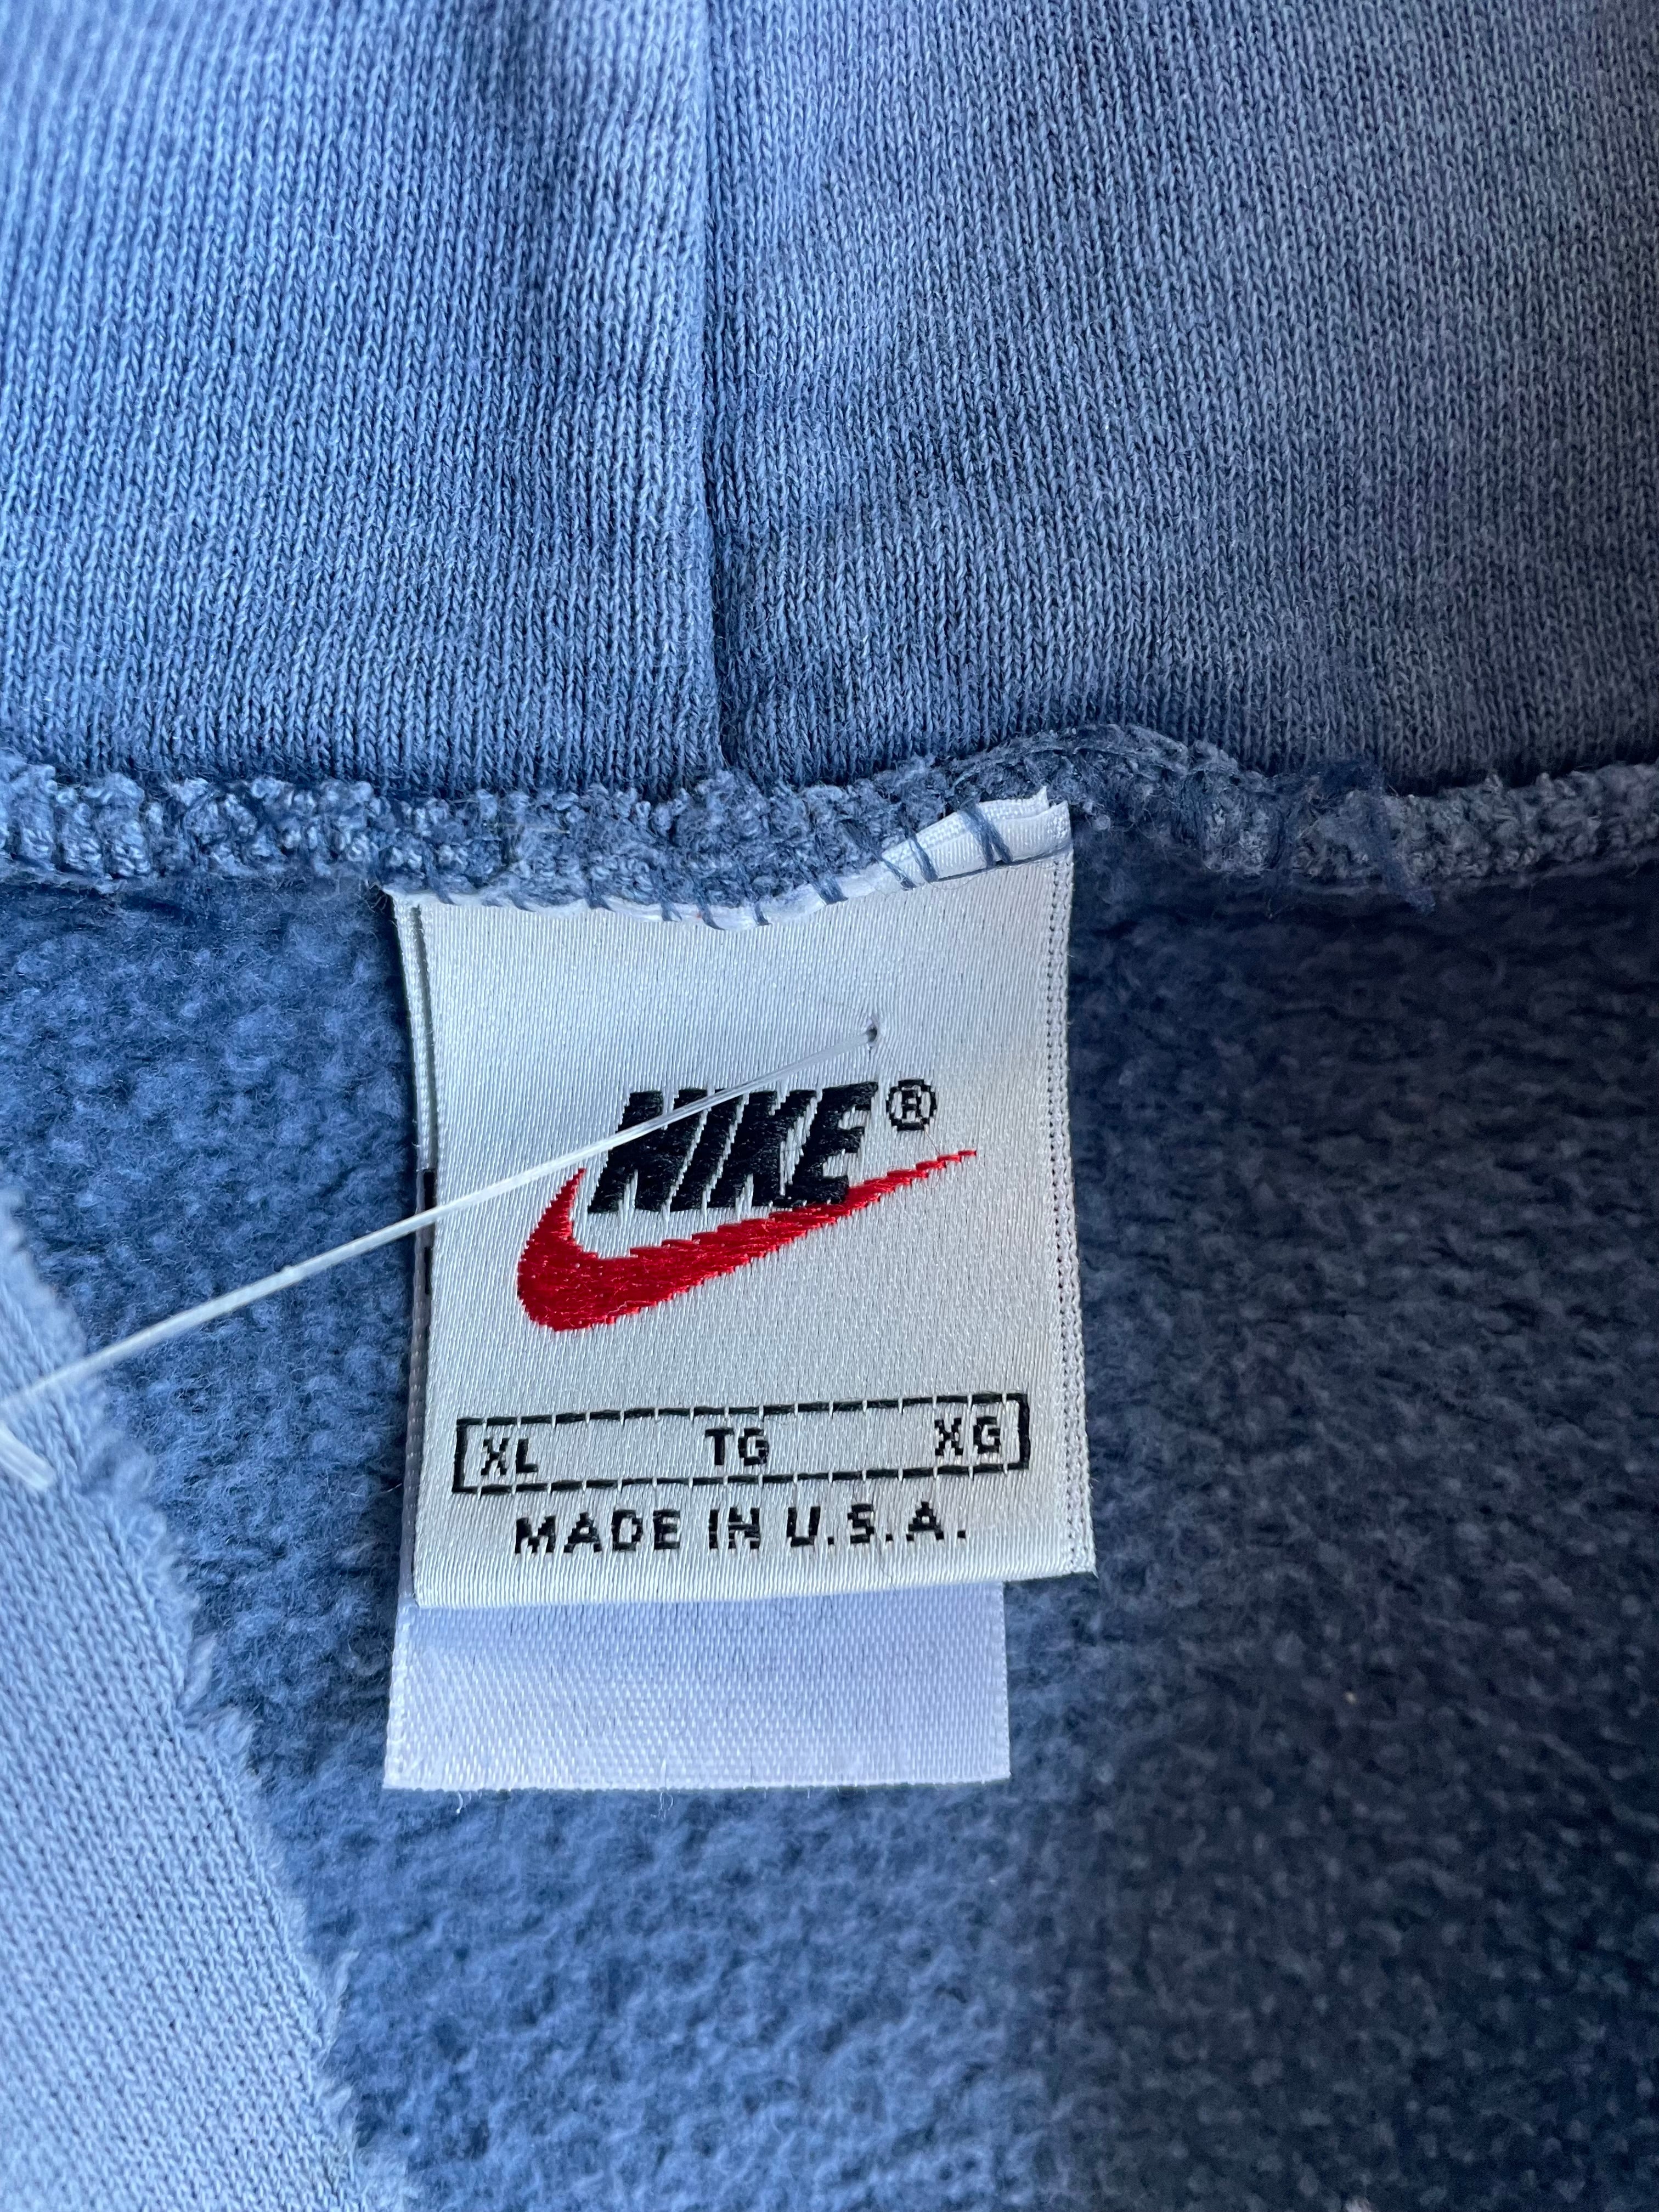 NIKE®
XL TG XG
MADE IN U.S.A.